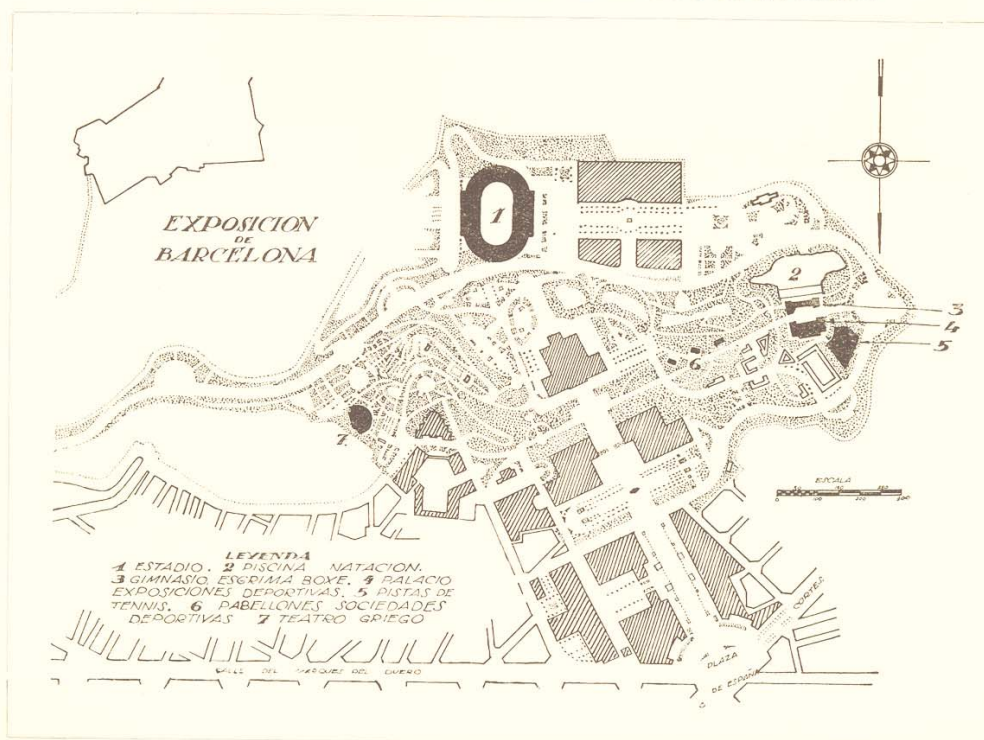 EXPOSICION
DE
BARCELONA
1
2
3
4
5
6
7
ESCALA
LEYENDA
1 ESTADIO. 2 PISCINA NATACION.
3 GIMNASIO, ESGRIMA BOXE. 4 PALACIO
EXPOSICIONES DEPORTIVAS. 5 PISTAS DE
TENNIS. 6 PABELLONES SOCIEDADES
DEPORTIVAS 7 TEATRO GRIEGO
CORTES
CALLE DEL MARQUES DEL DUERO
PLAZA
DE ESPAÑA